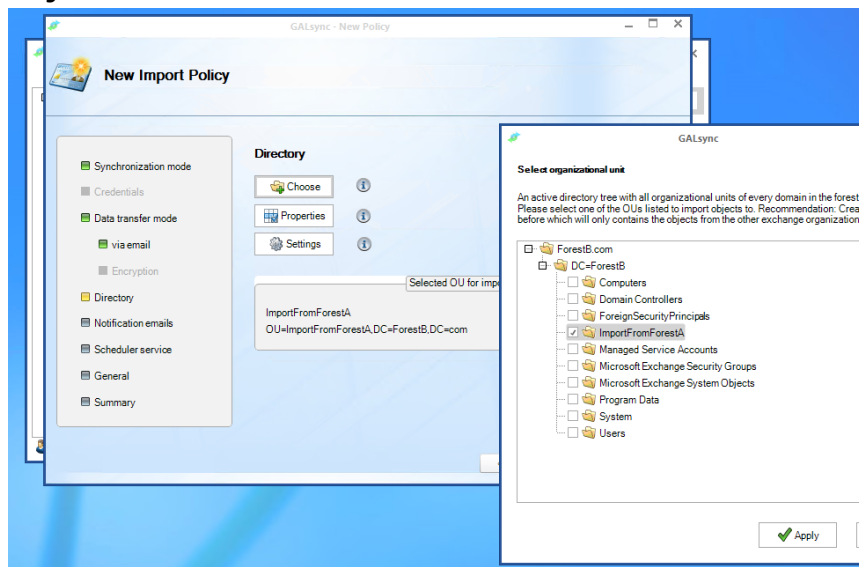 GALsync - New Policy
New Import Policy
Synchronization mode
Credentials
Data transfer mode
via email
Encryption
Directory
Notification emails
Scheduler service
General
Summary
Directory
Choose
Properties
Settings
Selected OU for
ImportFromForestA
OU=ImportFromForestA,DC=ForestB,DC=com
GALsync
Select organizational unit
An active directory tree with all organizational units of every domain in the forest
Please select one of the OUs listed to import objects to. Recommendation:
before which will only contains the objects from the other exchange
ForestB.com
DC=ForestB
Computers
Domain Controllers
ForeignSecurityPrincipals
ImportFromForestA
Managed Service Accounts
Microsoft Exchange Security Groups
Microsoft Exchange System Objects
Program Data
System
Users
Apply